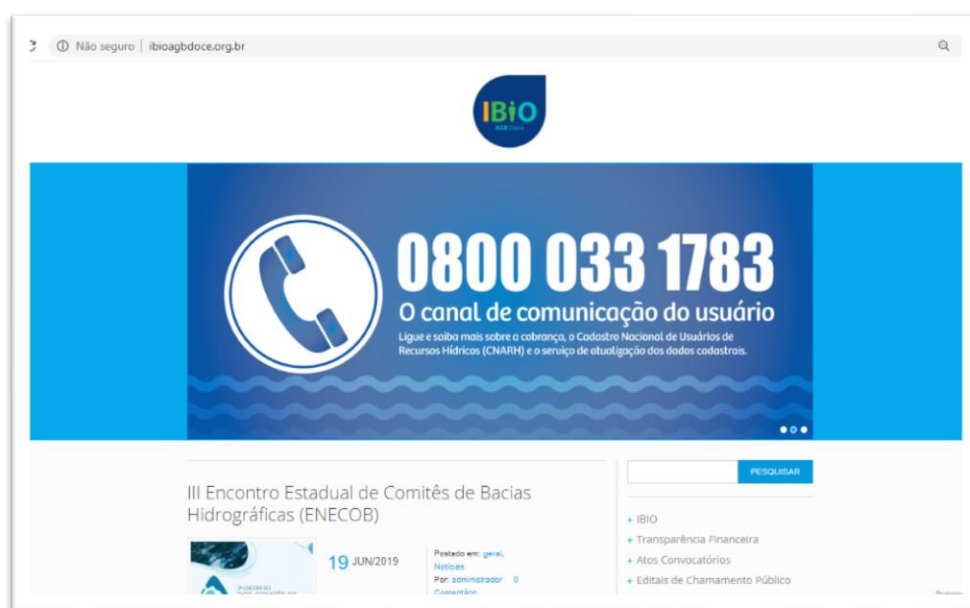 Não seguro | ibioagbdoce.org.br
IBiO
AGB Doce
0800 033 1783
O canal de comunicação do usuário
Ligue e saiba mais sobre a cobrança, o Cadastro Nacional de Usuários de
Recursos Hídricos (CNARH) e o serviço de atualização dos dados cadastrais.
PESQUISAR
III Encontro Estadual de Comitês de Bacias
Hidrográficas (ENECOB)
19 JUN/2019
Postado em: geral,
Notícias
Por: administrador 0
Comentário
+ IBIO
+ Transparência Financeira
+ Atos Convocatórios
+ Editais de Chamamento Público